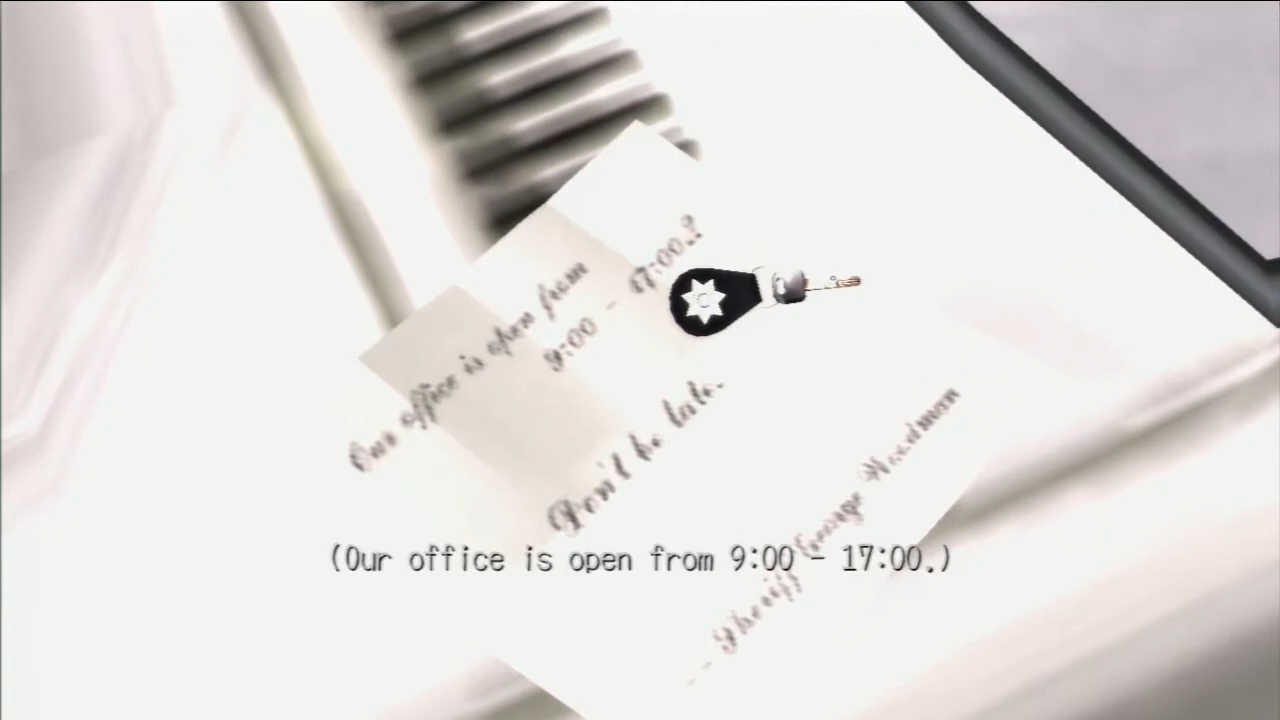 Our office is open from
9:00 - 17:00.
Don't be late.
- Sheriff George Woodman
(Our office is open from 9:00 - 17:00.)